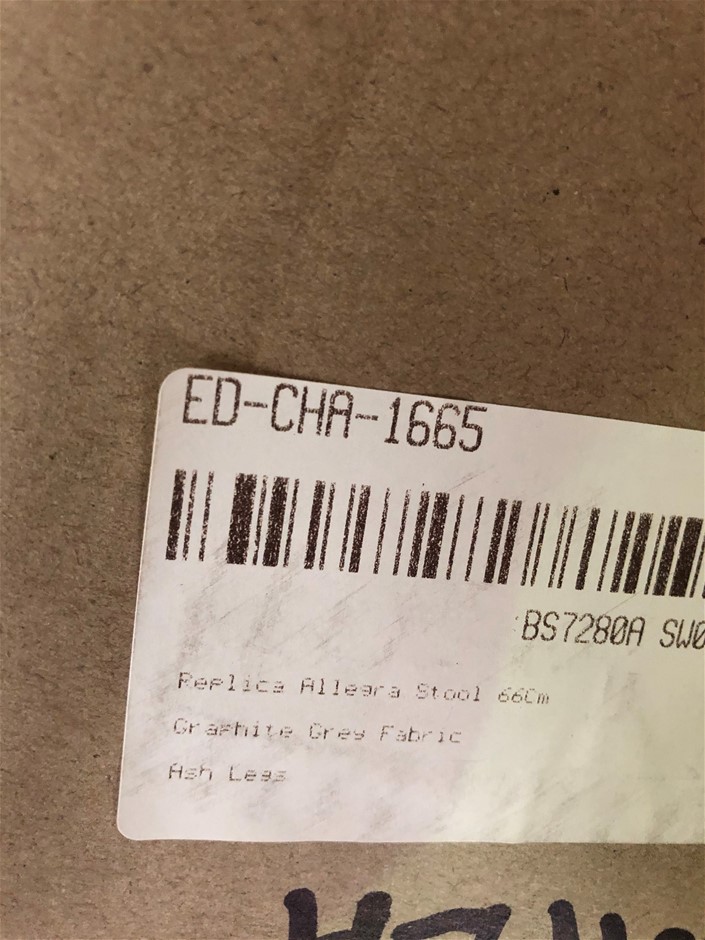 ED-CHA-1665
BS7280A SW0
Replica Allegra Stool 66Cm
Graphite Grey Fabric
Ash Legs